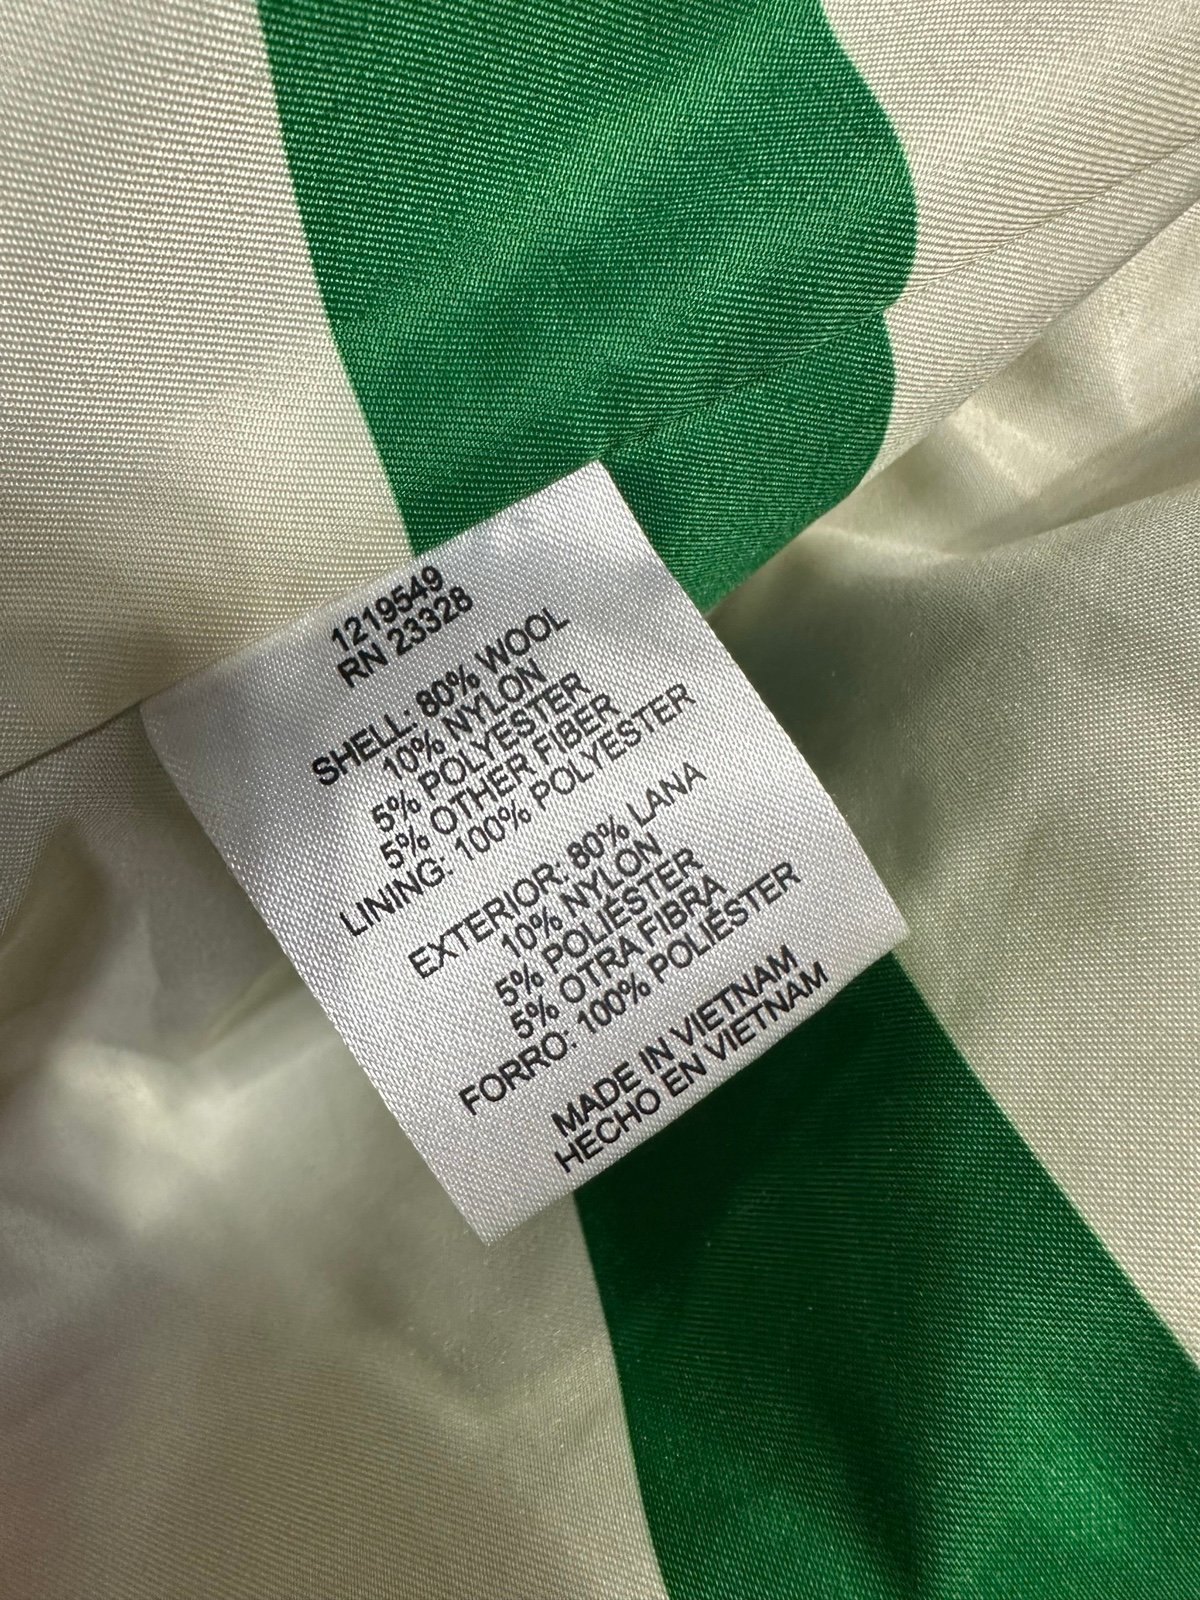 1219549
RN 23328
SHELL: 80% WOOL
10% NYLON
5% POLYESTER
5% OTHER FIBER
LINING: 100% POLYESTER
EXTERIOR: 80% LANA
10% NYLON
5% POLIÉSTER
5% OTRA FIBRA
FORRO: 100% POLIÉSTER
MADE IN VIETNAM
HECHO EN VIETNAM